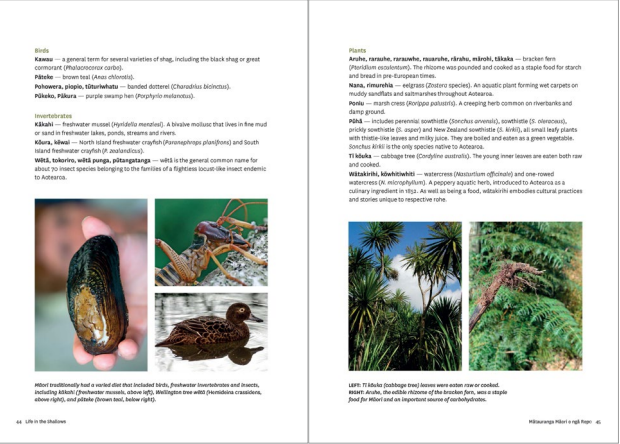 Birds
Kawau — a general term for several varieties of shag, including the black shag or great
cormorant (Phalacrocorax carbo).
Pāteke — brown teal (Anas chlorotis).
Pohowera, piopio, tūturiwhatu — banded dotterel (Charadrius bicinctus).
Pūkeko, Pūkura — purple swamp hen (Porphyrio melanotus).
Invertebrates
Kākahi — freshwater mussel (Hyridella menziesi). A bivalve mollusc that lives in fine mud
or sand in freshwater lakes, ponds, streams and rivers.
Kōura, kēwai — North Island freshwater crayfish (Paranephrops planifrons) and South
Island freshwater crayfish (P. zealandicus).
Wētā, tokoriro, wētā punga, pūtangatanga — wētā is the general common name for
about 70 insect species belonging to the families of a flightless locust-like insect endemic
to Aotearoa.
Māori traditionally had a varied diet that included birds, freshwater invertebrates and insects,
including kākahi (freshwater mussels, above left), Wellington tree wētā (Hemideina crassidens,
above right), and pāteke (brown teal, below right).
44 Life in the Shallows
Plants
Aruhe, rarauhe, rarauwhe, rauaruhe, rārahu, mārohi, tākaka — bracken fern
(Pteridium esculentum). The rhizome was pounded and cooked as a staple food for starch
and bread in pre-European times.
Nana, rimurehia — eelgrass (Zostera species). An aquatic plant forming wet carpets on
muddy sandflats and saltmarshes throughout Aotearoa.
Poniu — marsh cress (Rorippa palustris). A creeping herb common on riverbanks and
damp ground.
Pūhā — includes perennial sowthistle (Sonchus arvensis), sowthistle (S. oleraceus),
prickly sowthistle (S. asper) and New Zealand sowthistle (S. kirkii), all small leafy plants
with thistle-like leaves and milky juice. They are boiled and eaten as a green vegetable.
Sonchus kirkii is the only species native to Aotearoa.
Tī kōuka — cabbage tree (Cordyline australis). The young inner leaves are eaten both raw
and cooked.
Wātakirihi, kōwhitiwhiti — watercress (Nasturtium officinale) and one-rowed
watercress (N. microphyllum). A peppery aquatic herb, introduced to Aotearoa as a
culinary ingredient in 1852. As well as being a food, wātakirihi embodies cultural practices
and stories unique to respective rohe.
LEFT: Tī kōuka (cabbage tree) leaves were eaten raw or cooked.
RIGHT: Aruhe, the edible rhizome of the bracken fern, was a staple
food for Māori and an important source of carbohydrates.
Mātauranga Māori o ngā Repo 45